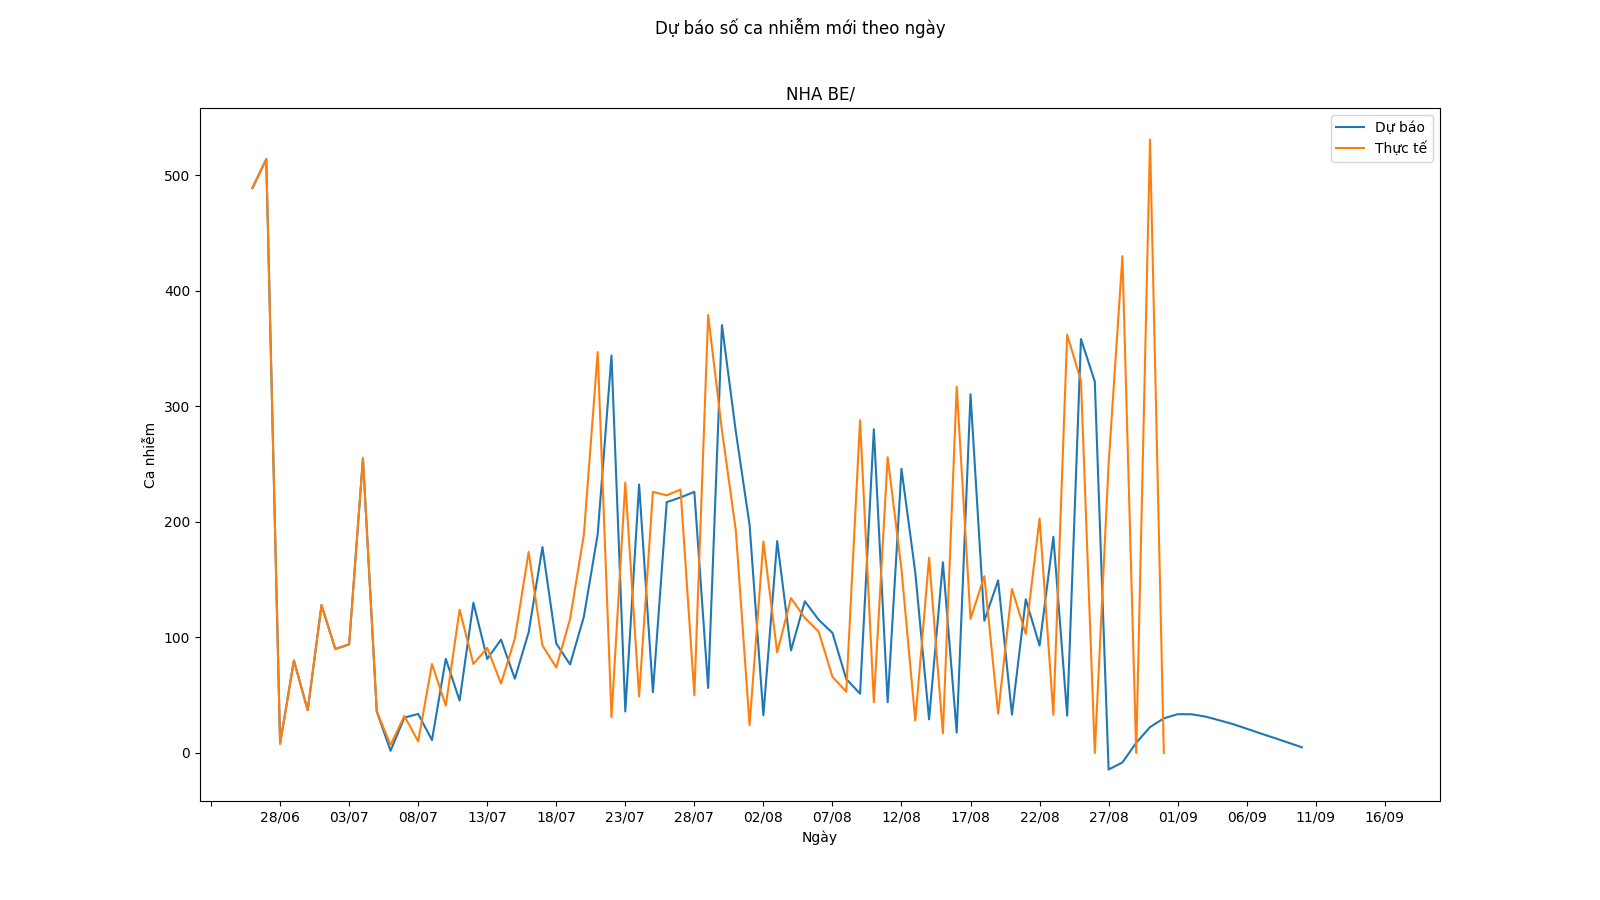 Dự báo số ca nhiễm mới theo ngày
NHA BE/
Dự báo
Thực tế
500
400
300
200
100
0
Ca nhiễm
28/06 03/07 08/07 13/07 18/07 23/07 28/07 02/08 07/08 12/08 17/08 22/08 27/08 01/09 06/09 11/09 16/09
Ngày